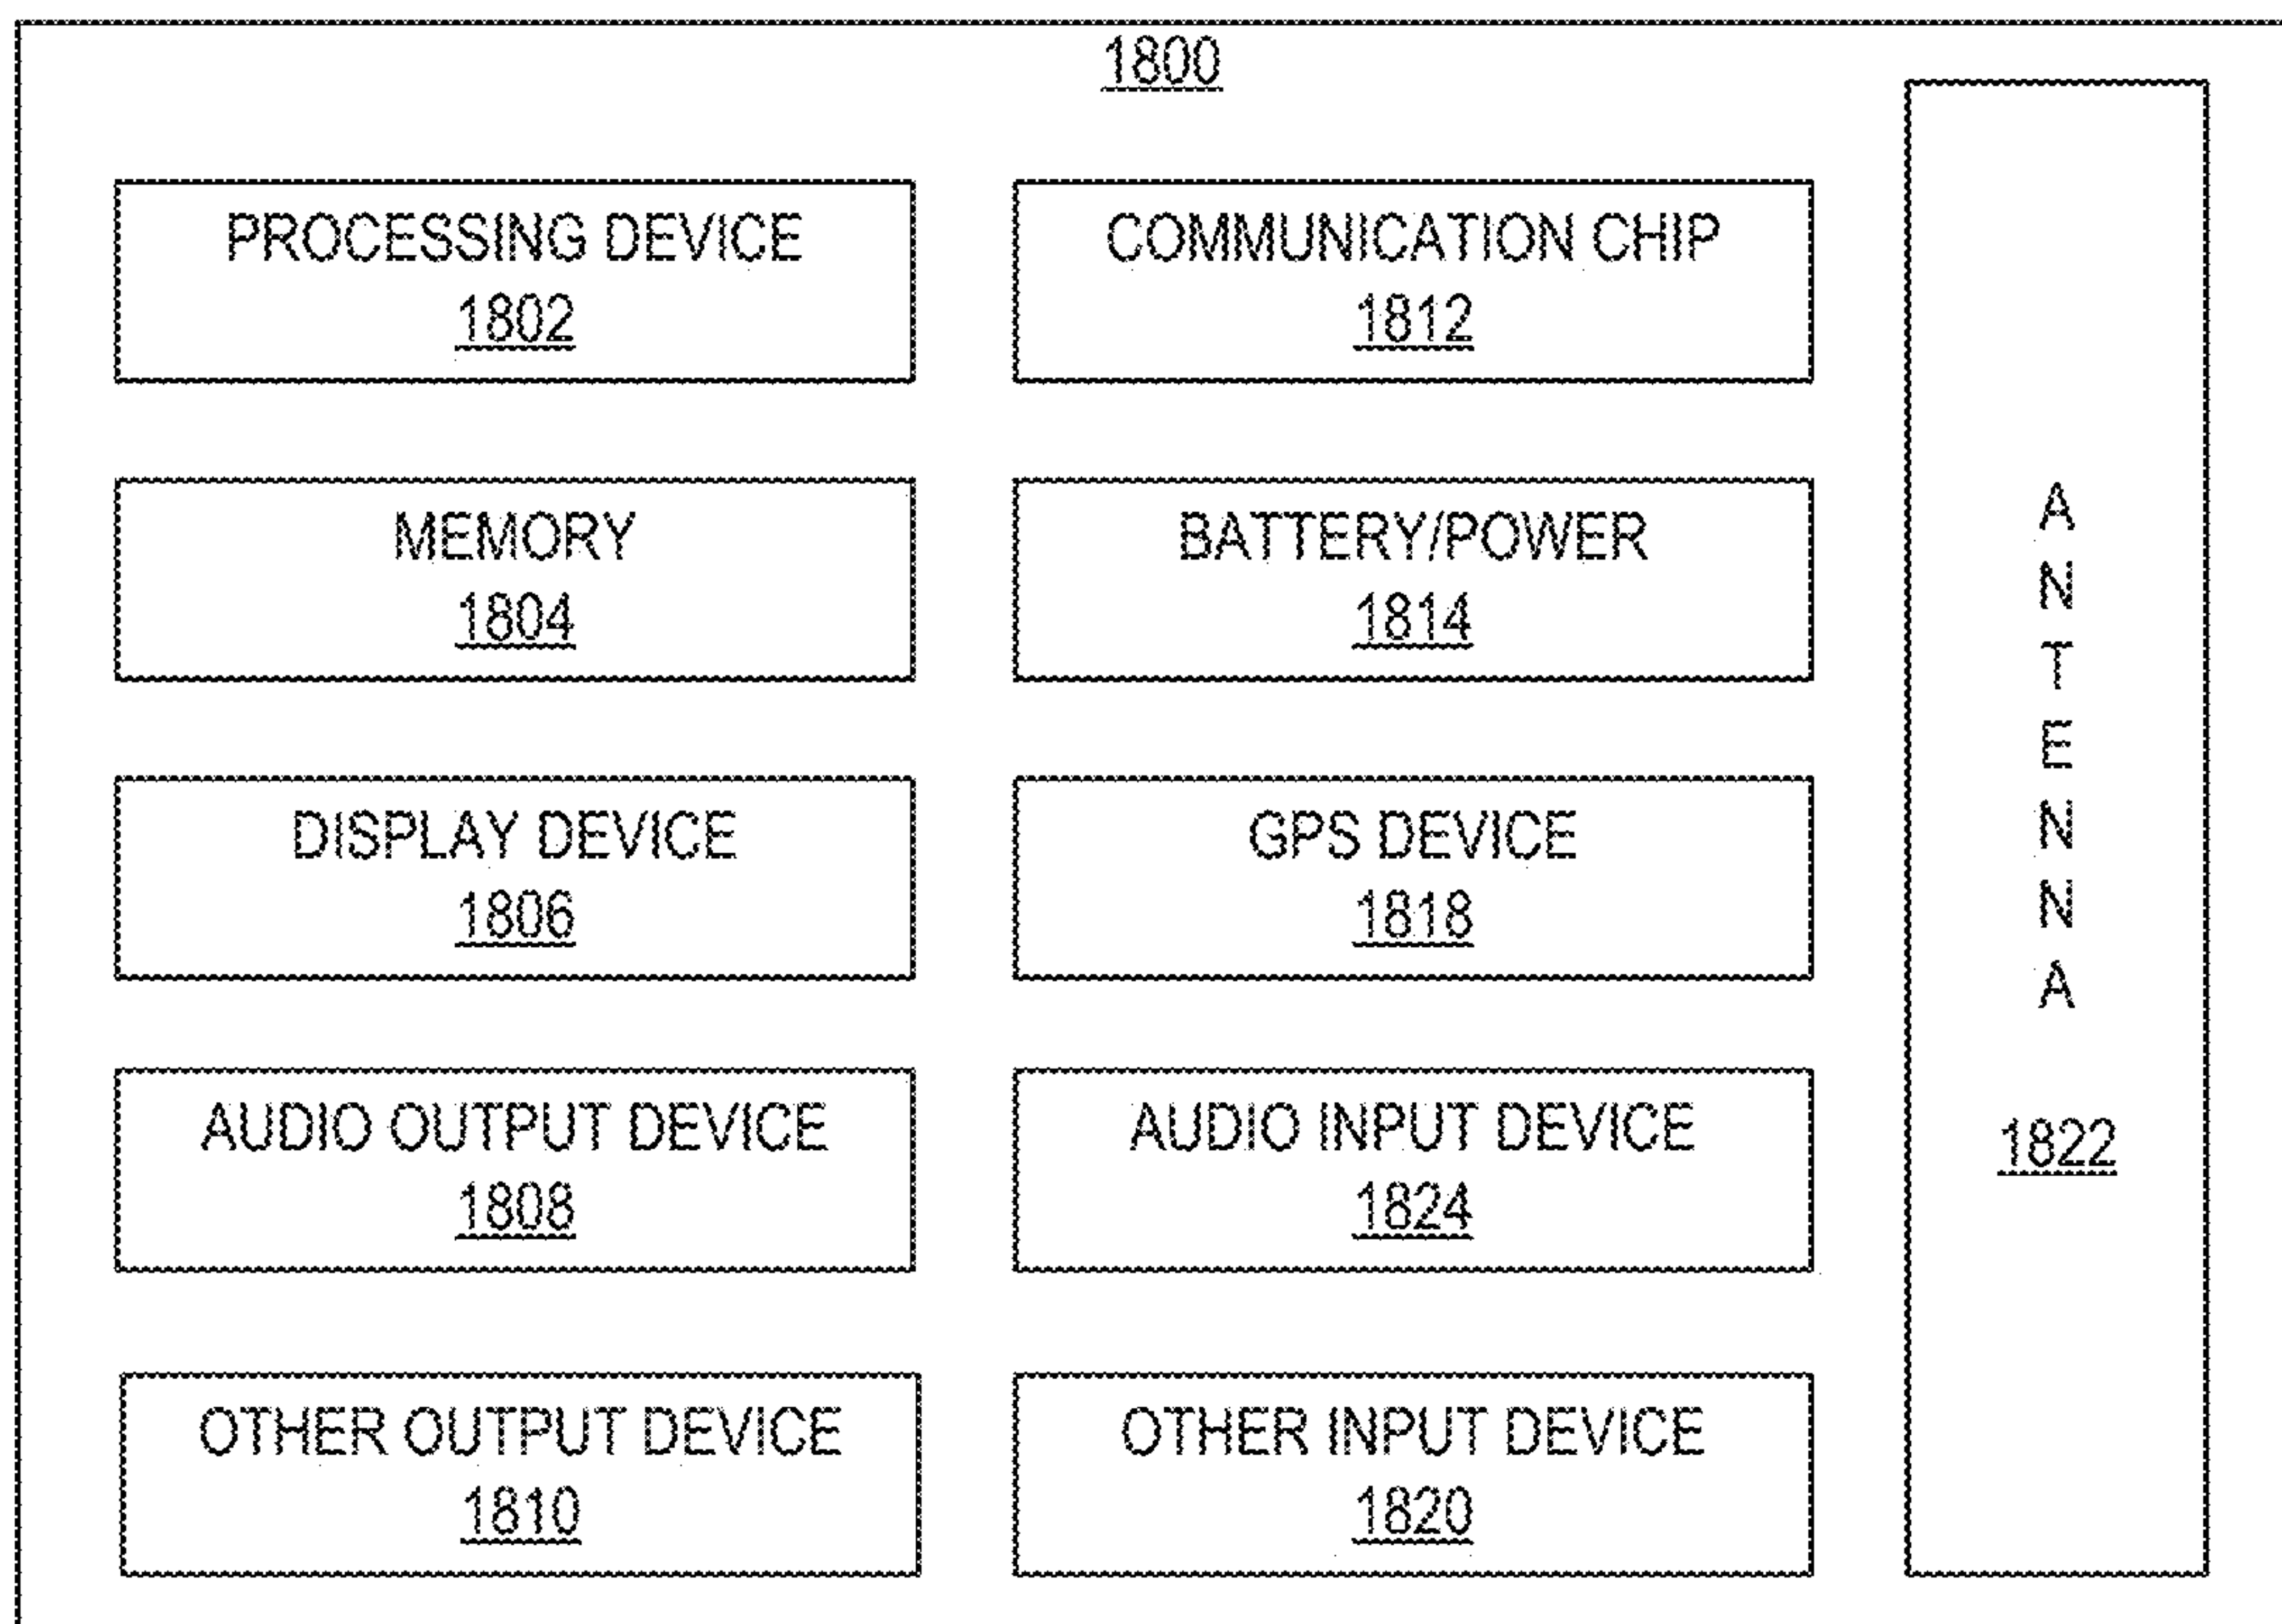 1800
PROCESSING DEVICE
1802
COMMUNICATION CHIP
1812
MEMORY
1804
BATTERY/POWER
1814
DISPLAY DEVICE
1806
GPS DEVICE
1818
AUDIO OUTPUT DEVICE
1808
AUDIO INPUT DEVICE
1824
OTHER OUTPUT DEVICE
1810
OTHER INPUT DEVICE
1820
ANTENNA
1822